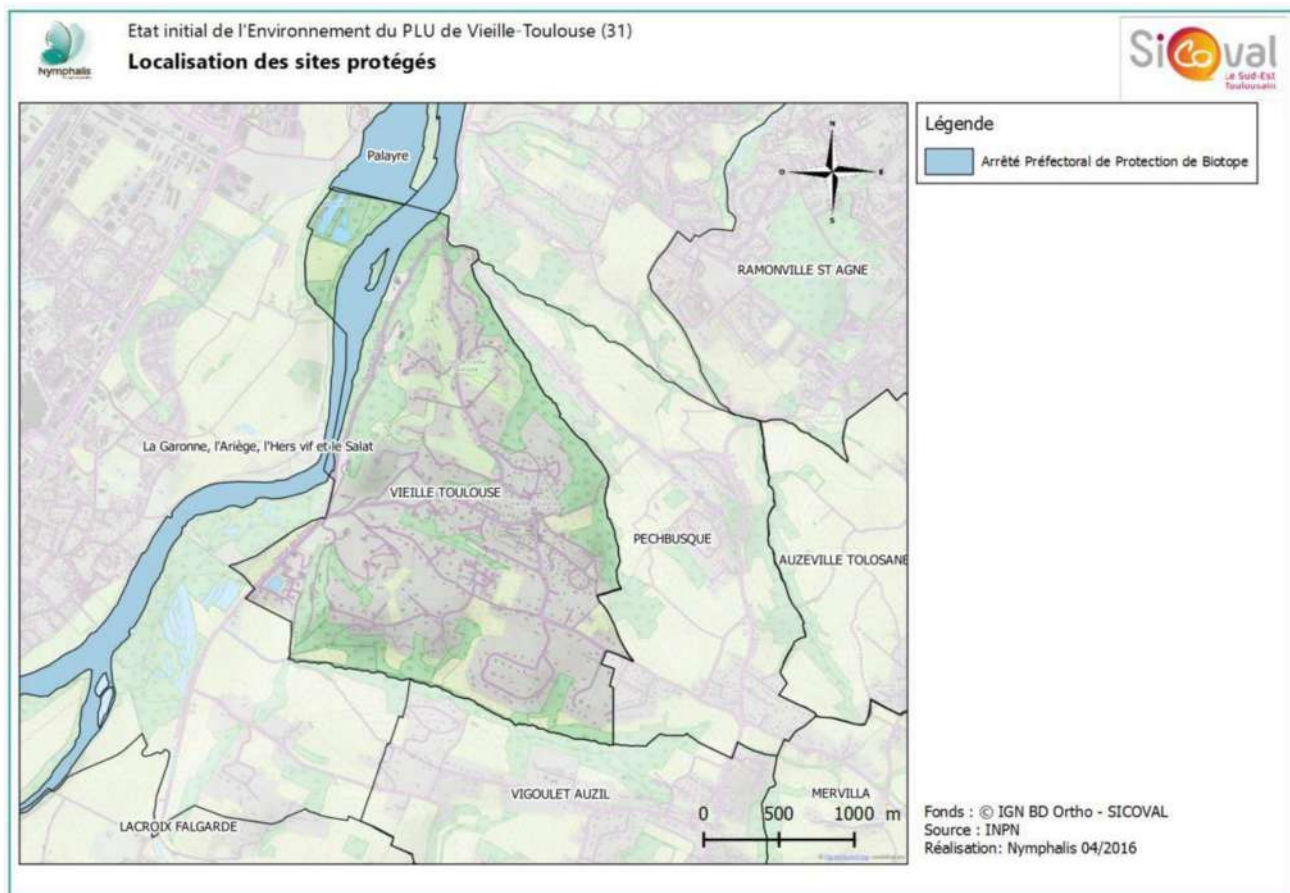 Etat initial de l'Environnement du PLU de Vieille-Toulouse (31)
Localisation des sites protégés
Nymphalis
SiCoval
Le Sud-Est
Toulousain
Légende
Arrêté Préfectoral de Protection de Biotope
Palayre
N
O
E
S
RAMONVILLE ST AGNE
La Garonne, l'Ariège, l'Hers vif et le Salat
VIEILLE TOULOUSE
PECHBUSQUE
AUZEVILLE TOLOSANE
VIGOULET AUZIL
MERVILLA
LACROIX FALGARDE
0 500 1000 m
Fonds : © IGN BD Ortho - SICOVAL
Source : INPN
Réalisation: Nymphalis 04/2016